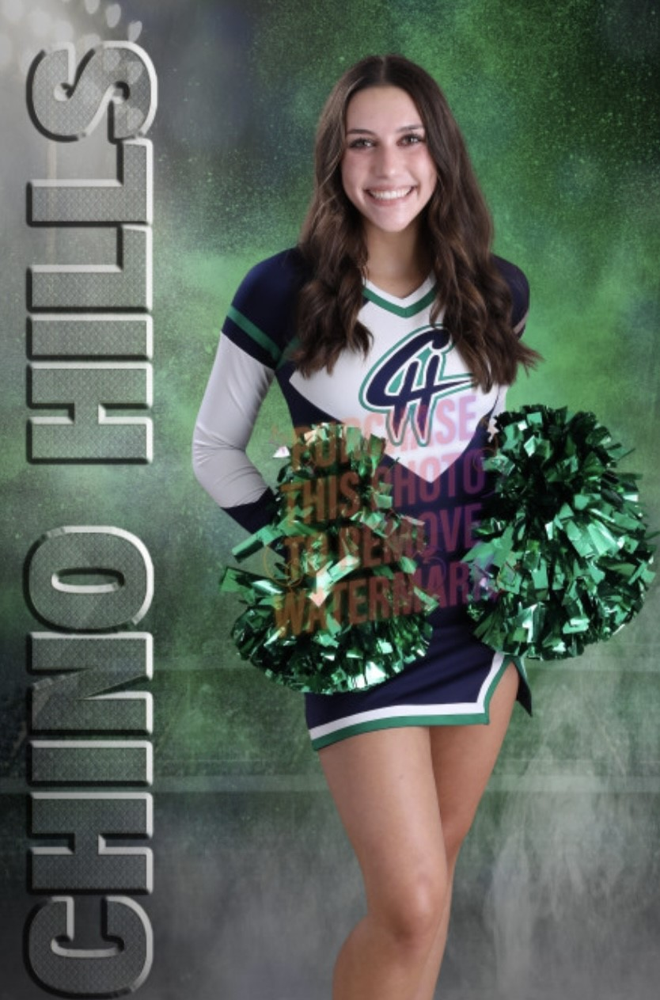 CHINO HILLS
CH
PURCHASE
THIS PHOTO
TO REMOVE
WATERMARK